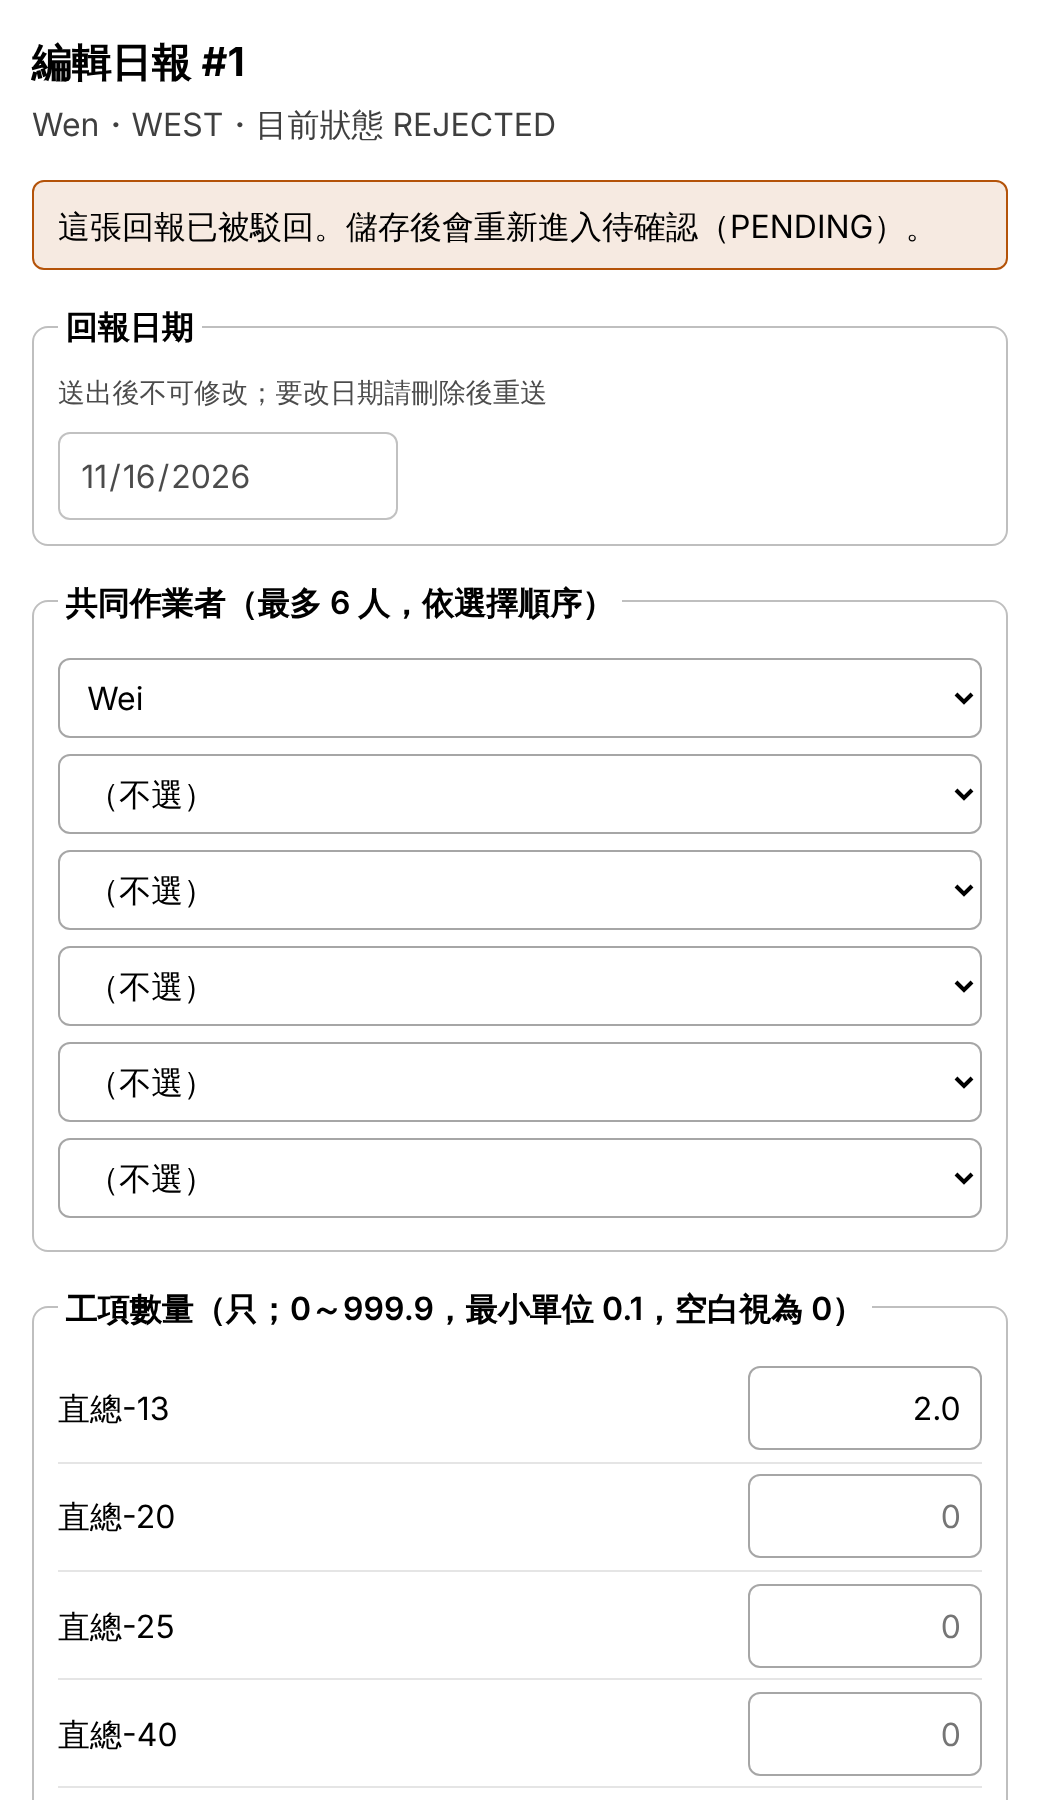 編輯日報 #1
Wen・WEST・目前狀態 REJECTED
這張回報已被駁回。儲存後會重新進入待確認（PENDING）。
回報日期
送出後不可修改；要改日期請刪除後重送
11/16/2026
共同作業者（最多 6 人，依選擇順序）
Wei
（不選）
（不選）
（不選）
（不選）
（不選）
工項數量（只；0～999.9，最小單位 0.1，空白視為 0）
直總-13 2.0
直總-20 0
直總-25 0
直總-40 0